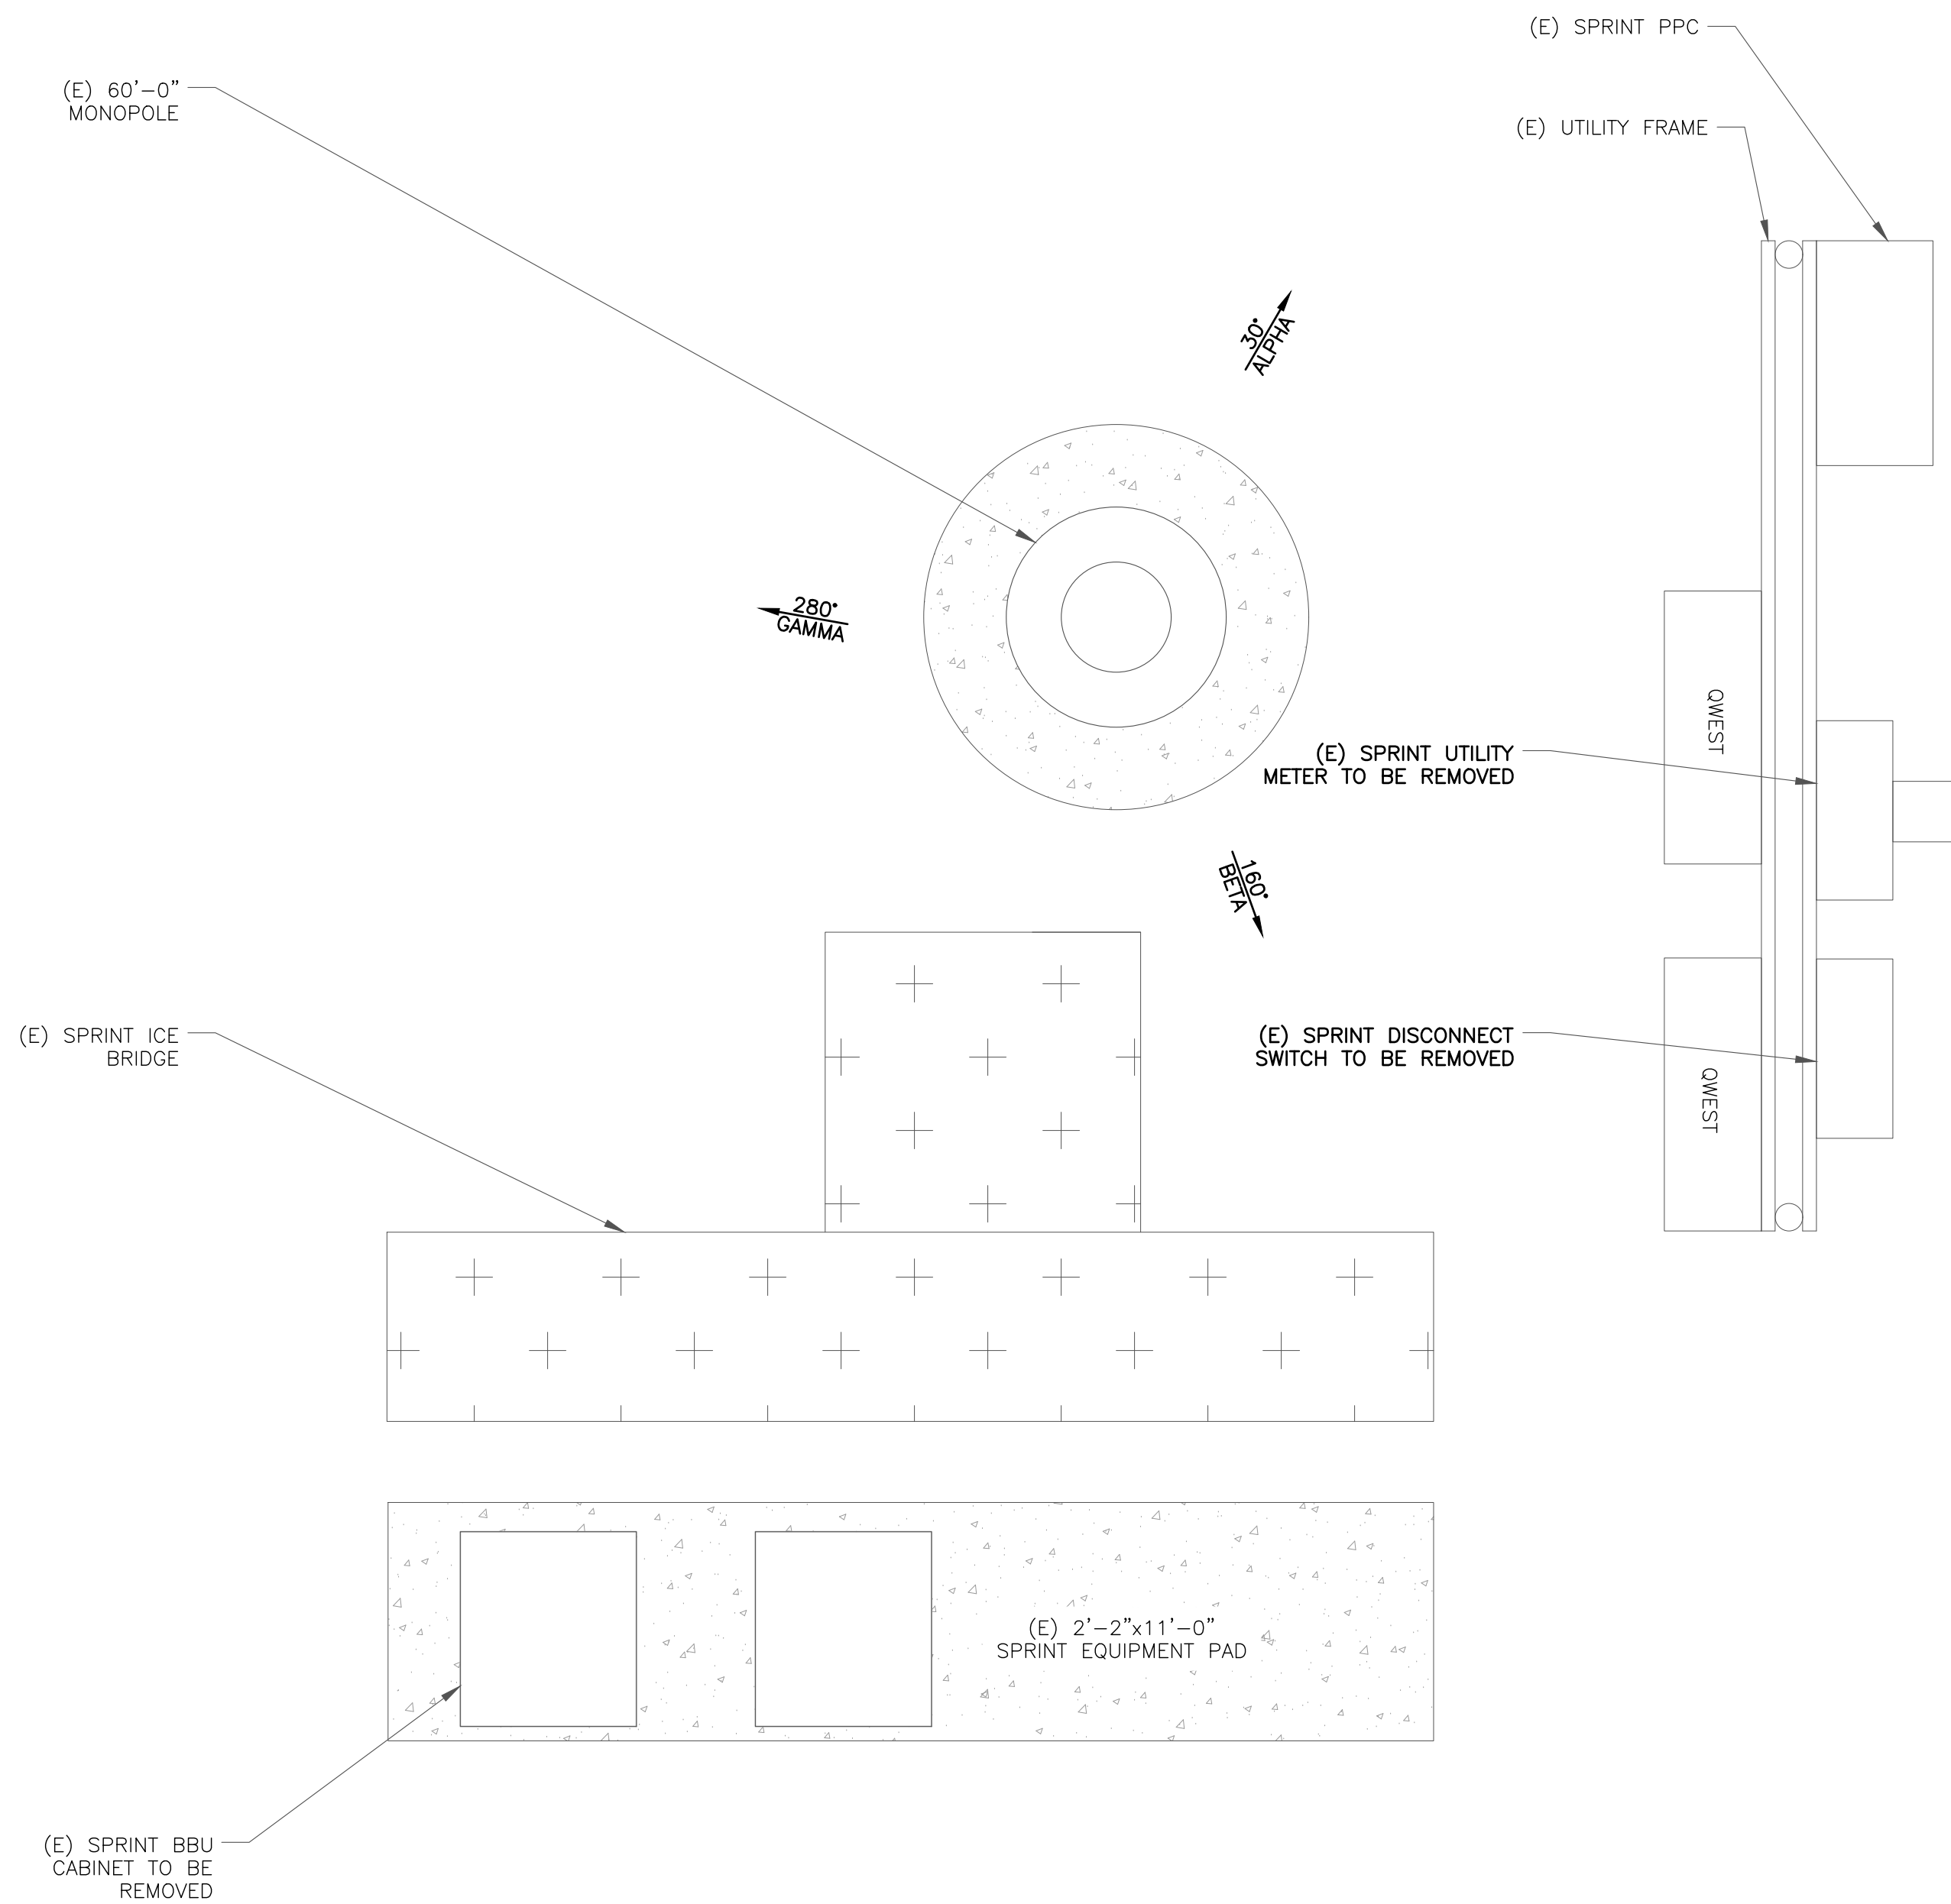 (E) SPRINT PPC
(E) 60'-0"
MONOPOLE
(E) UTILITY FRAME
30°
ALPHA
280°
GAMMA
QWEST
(E) SPRINT UTILITY
METER TO BE REMOVED
160°
BETA
(E) SPRINT ICE
BRIDGE
(E) SPRINT DISCONNECT
SWITCH TO BE REMOVED
QWEST
(E) 2'-2"x11'-0"
SPRINT EQUIPMENT PAD
(E) SPRINT BBU
CABINET TO BE
REMOVED